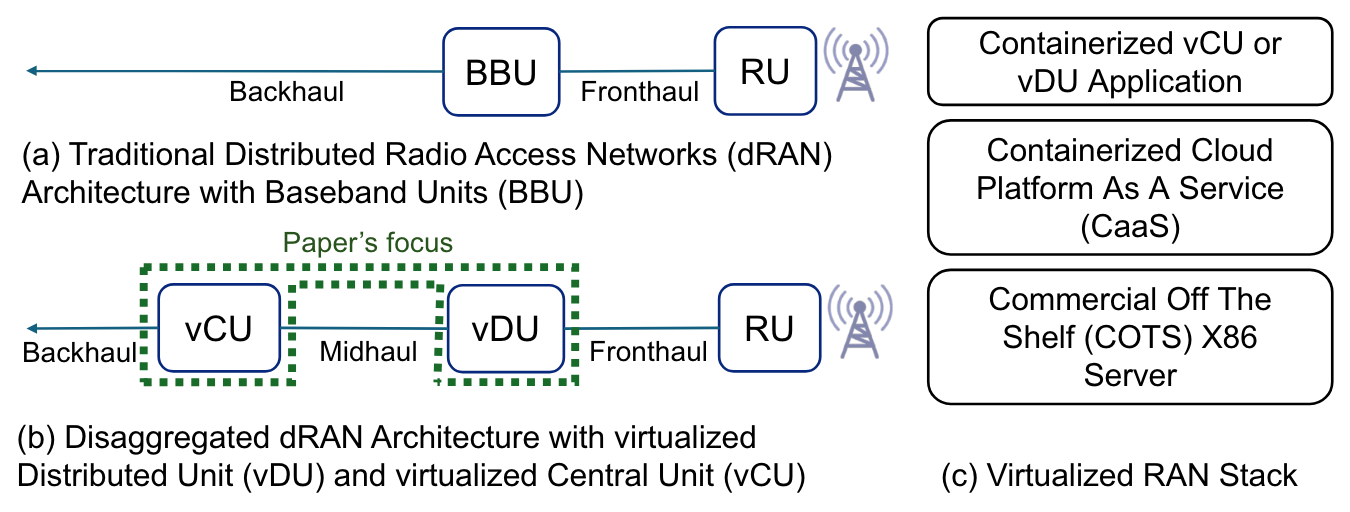 BBU
RU
Backhaul
Fronthaul
(a) Traditional Distributed Radio Access Networks (dRAN)
Architecture with Baseband Units (BBU)
Paper's focus
vCU
vDU
RU
Backhaul
Midhaul
Fronthaul
(b) Disaggregated dRAN Architecture with virtualized
Distributed Unit (vDU) and virtualized Central Unit (vCU)
Containerized vCU or
vDU Application
Containerized Cloud
Platform As A Service
(CaaS)
Commercial Off The
Shelf (COTS) X86
Server
(c) Virtualized RAN Stack